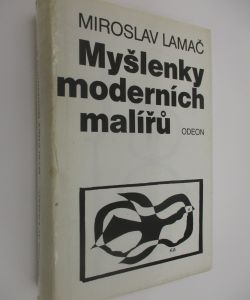 MIROSLAV LAMAČ
Myšlenky
moderních
malířů
ODEON